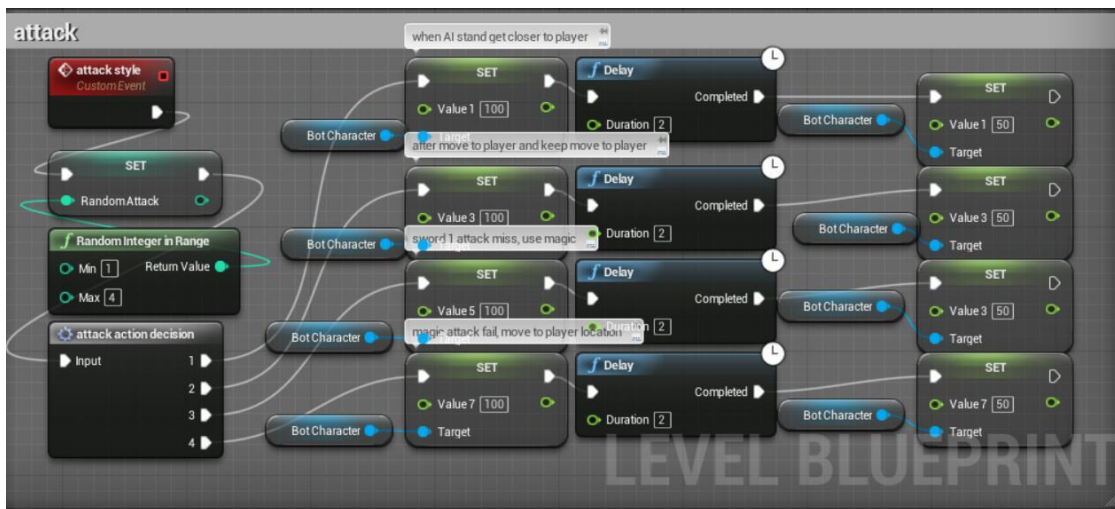 attack
attack style
CustomEvent
SET
RandomAttack
Random Integer in Range
Min 1 Return Value
Max 4
attack action decision
Input 1
2
3
4
when AI stand get closer to player
SET
Value 1 100
Bot Character Target
Delay
Completed
Duration 2
Bot Character
SET
Value 1 50
Target
after move to player and keep move to player
SET
Value 3 100
Bot Character Target
Delay
Completed
Duration 2
Bot Character
SET
Value 3 50
Target
sword 1 attack miss, use magic
SET
Value 5 100
Bot Character Target
Delay
Completed
Duration 2
Bot Character
SET
Value 3 50
Target
magic attack fail, move to player location
SET
Value 7 100
Bot Character Target
Delay
Completed
Duration 2
Bot Character
SET
Value 7 50
Target
LEVEL BLUEPRINT